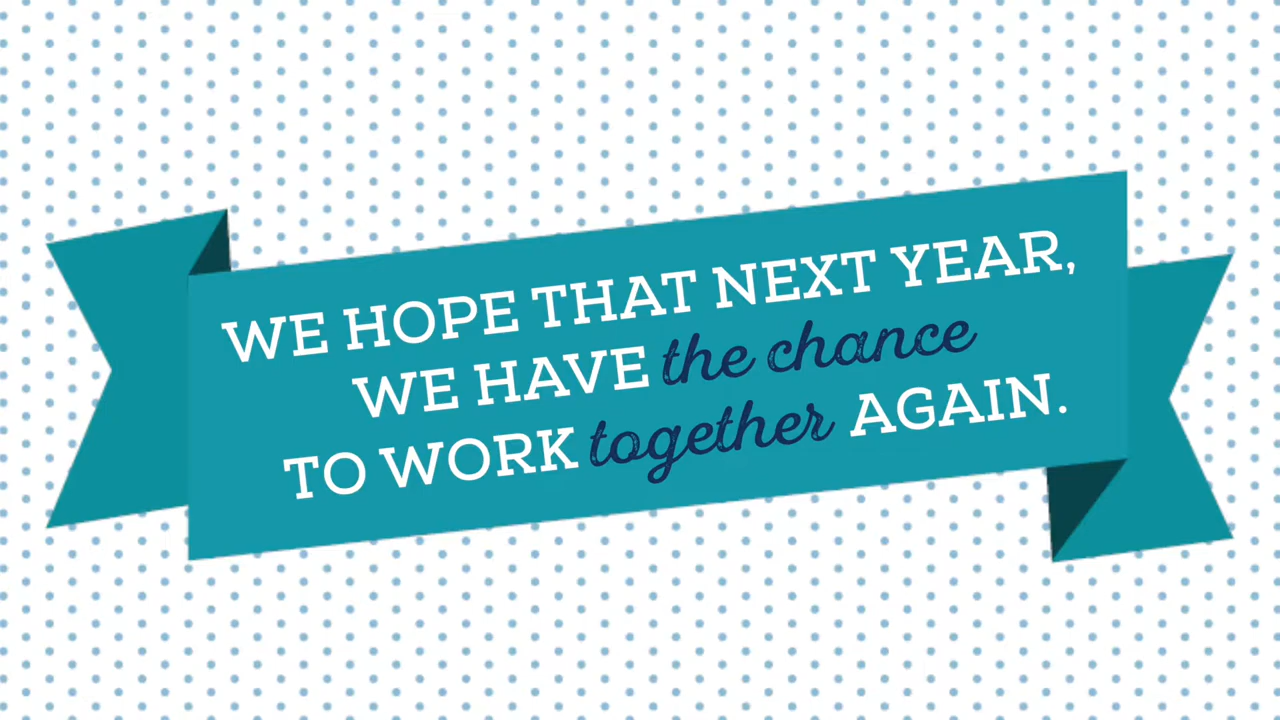 WE HOPE THAT NEXT YEAR,
WE HAVE the chance
TO WORK together AGAIN.